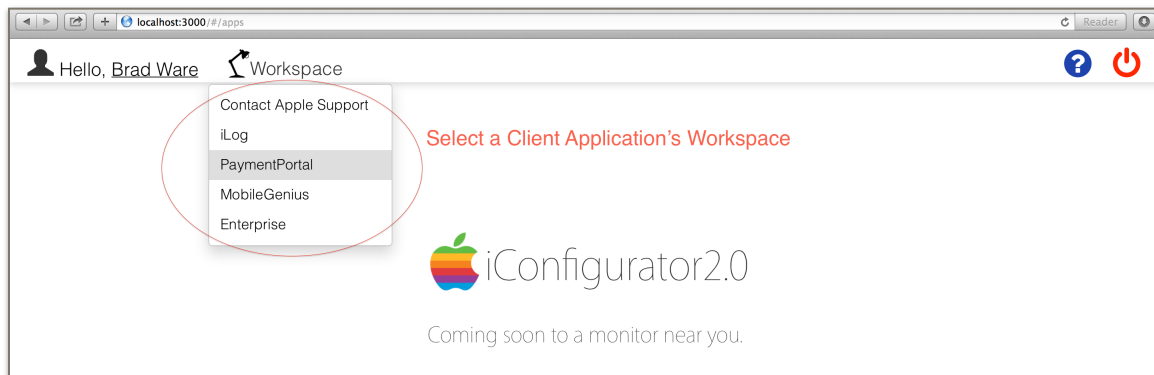 localhost:3000/#/apps
Reader
Hello, Brad Ware
Workspace
Contact Apple Support
iLog
PaymentPortal
MobileGenius
Enterprise
Select a Client Application's Workspace
iConfigurator2.0
Coming soon to a monitor near you.